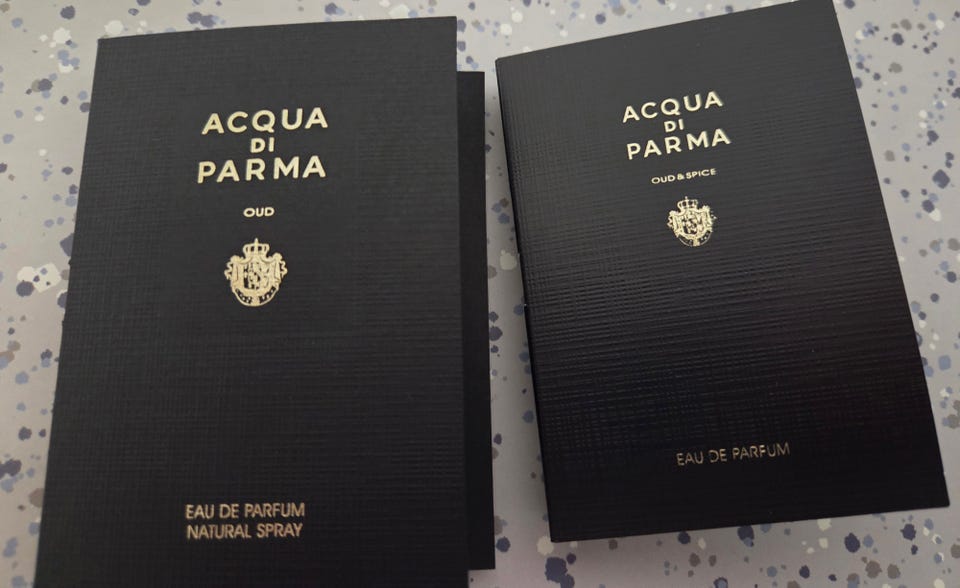 ACQUA
DI
PARMA
OUD
EAU DE PARFUM
NATURAL SPRAY
ACQUA
DI
PARMA
OUD & SPICE
EAU DE PARFUM